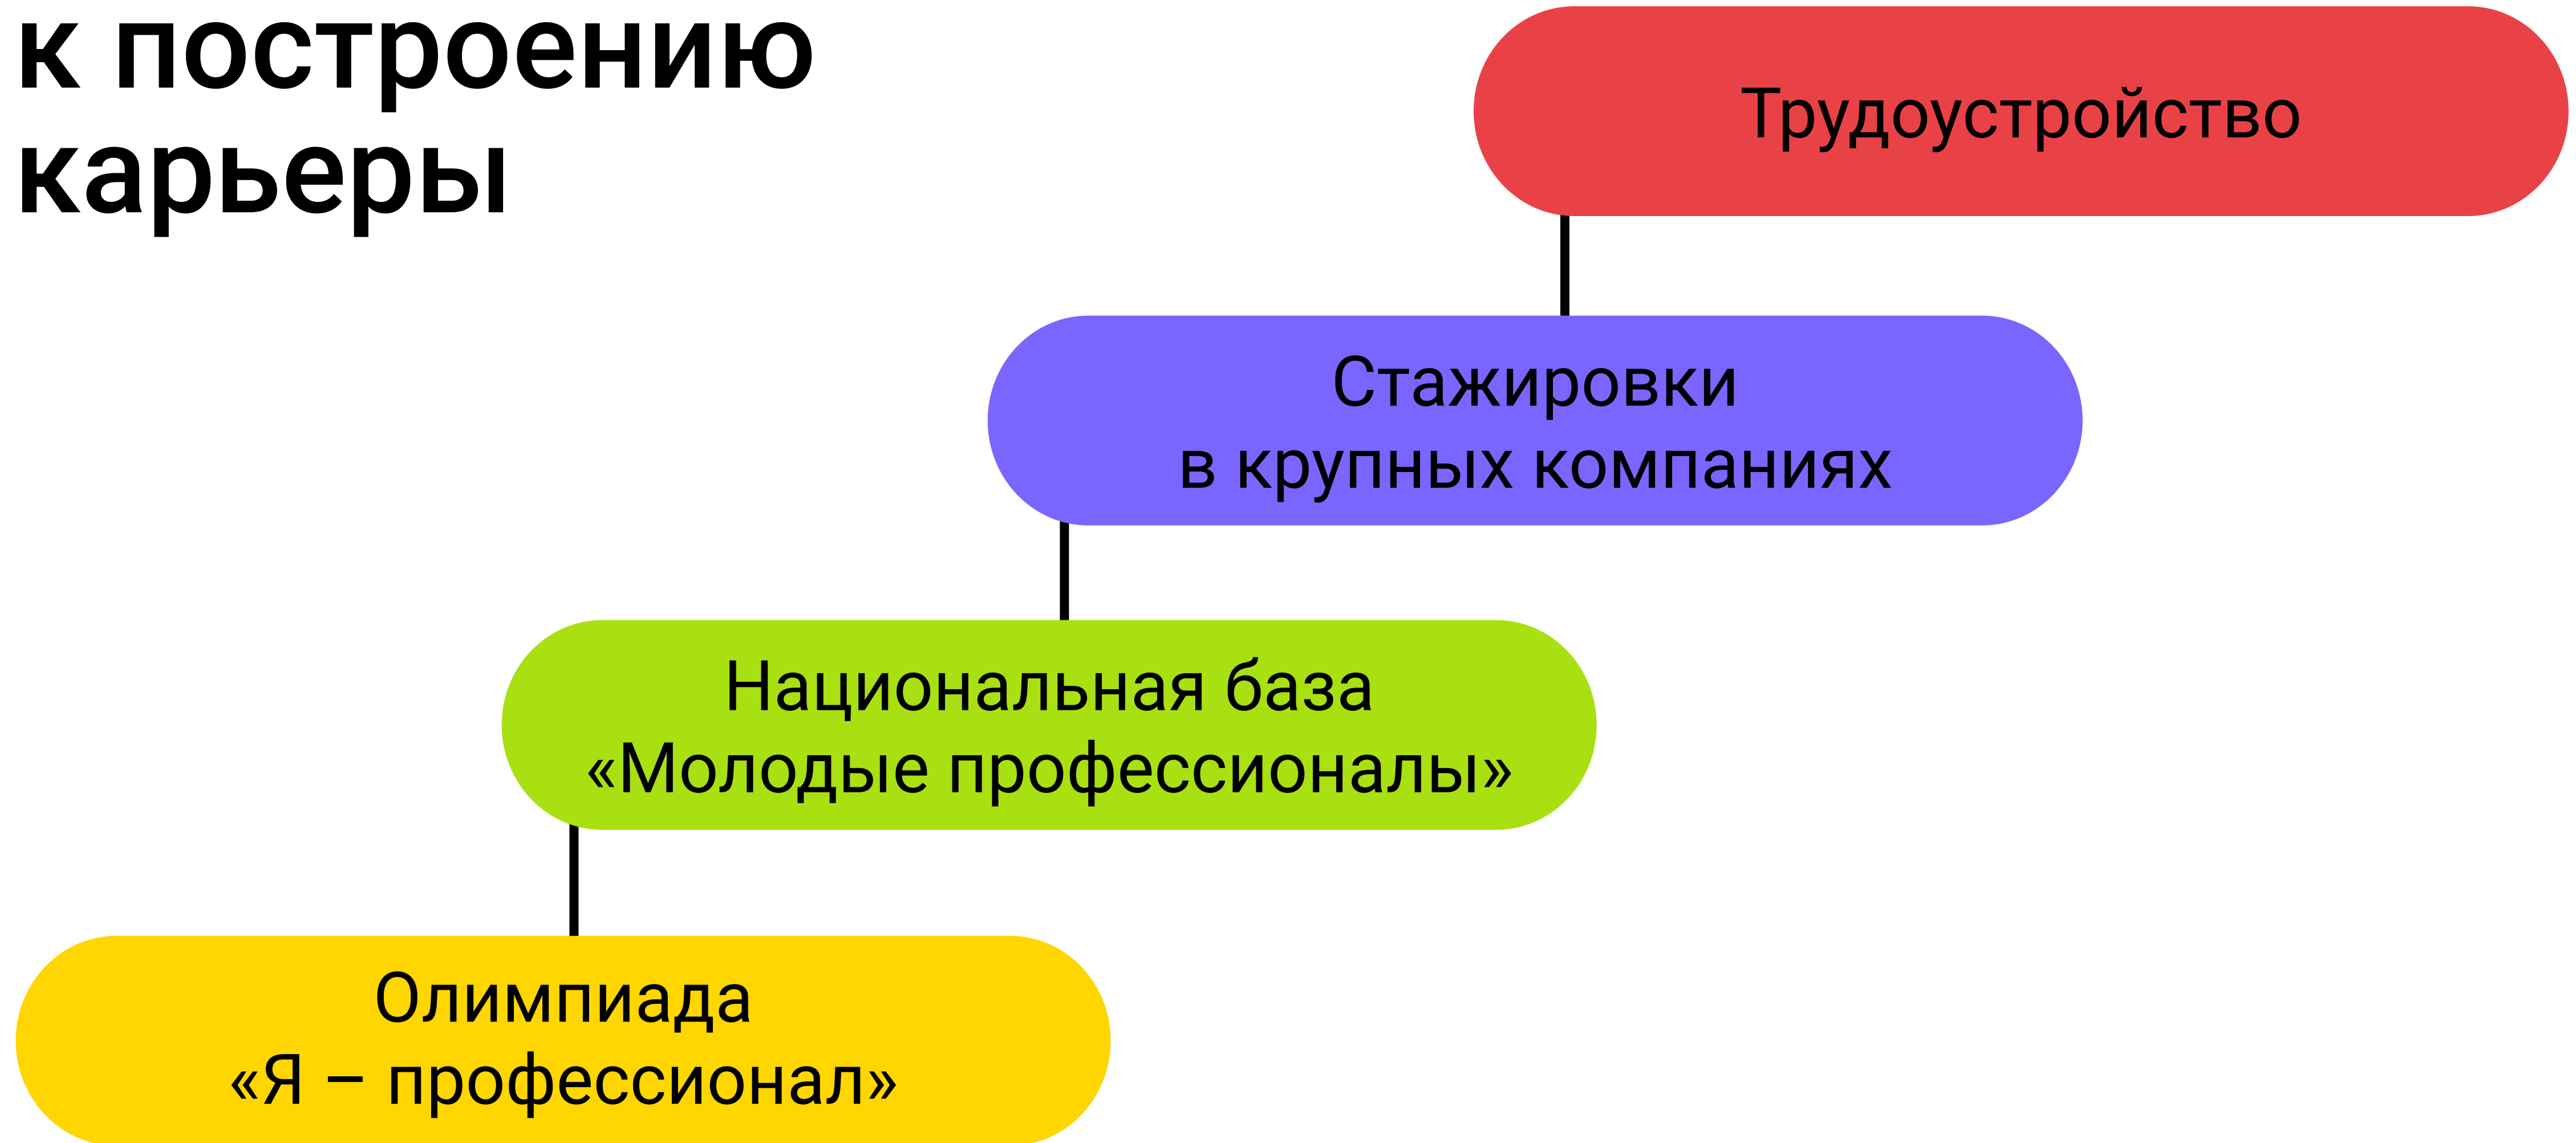 к построению
карьеры
Трудоустройство
Стажировки
в крупных компаниях
Национальная база
«Молодые профессионалы»
Олимпиада
«Я – профессионал»